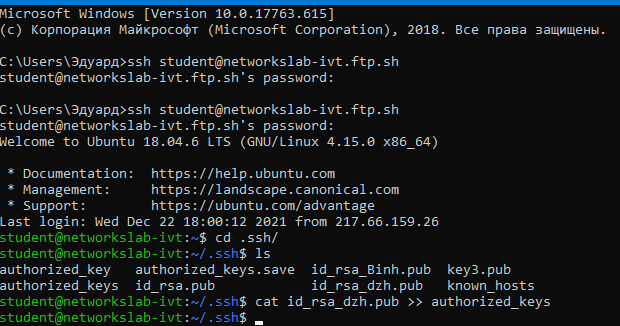 Microsoft Windows [Version 10.0.17763.615]
(c) Корпорация Майкрософт (Microsoft Corporation), 2018. Все права защищены.
C:\Users\Эдуард>ssh student@networkslab-ivt.ftp.sh
student@networkslab-ivt.ftp.sh's password:
C:\Users\Эдуард>ssh student@networkslab-ivt.ftp.sh
student@networkslab-ivt.ftp.sh's password:
Welcome to Ubuntu 18.04.6 LTS (GNU/Linux 4.15.0 x86_64)
* Documentation:  https://help.ubuntu.com
* Management:     https://landscape.canonical.com
* Support:        https://ubuntu.com/advantage
Last login: Wed Dec 22 18:00:12 2021 from 217.66.159.26
student@networkslab-ivt:~$ cd .ssh/
student@networkslab-ivt:~/.ssh$ ls
authorized_key   authorized_keys.save  id_rsa_Binh.pub  key3.pub
authorized_keys  id_rsa.pub            id_rsa_dzh.pub   known_hosts
student@networkslab-ivt:~/.ssh$ cat id_rsa_dzh.pub >> authorized_keys
student@networkslab-ivt:~/.ssh$